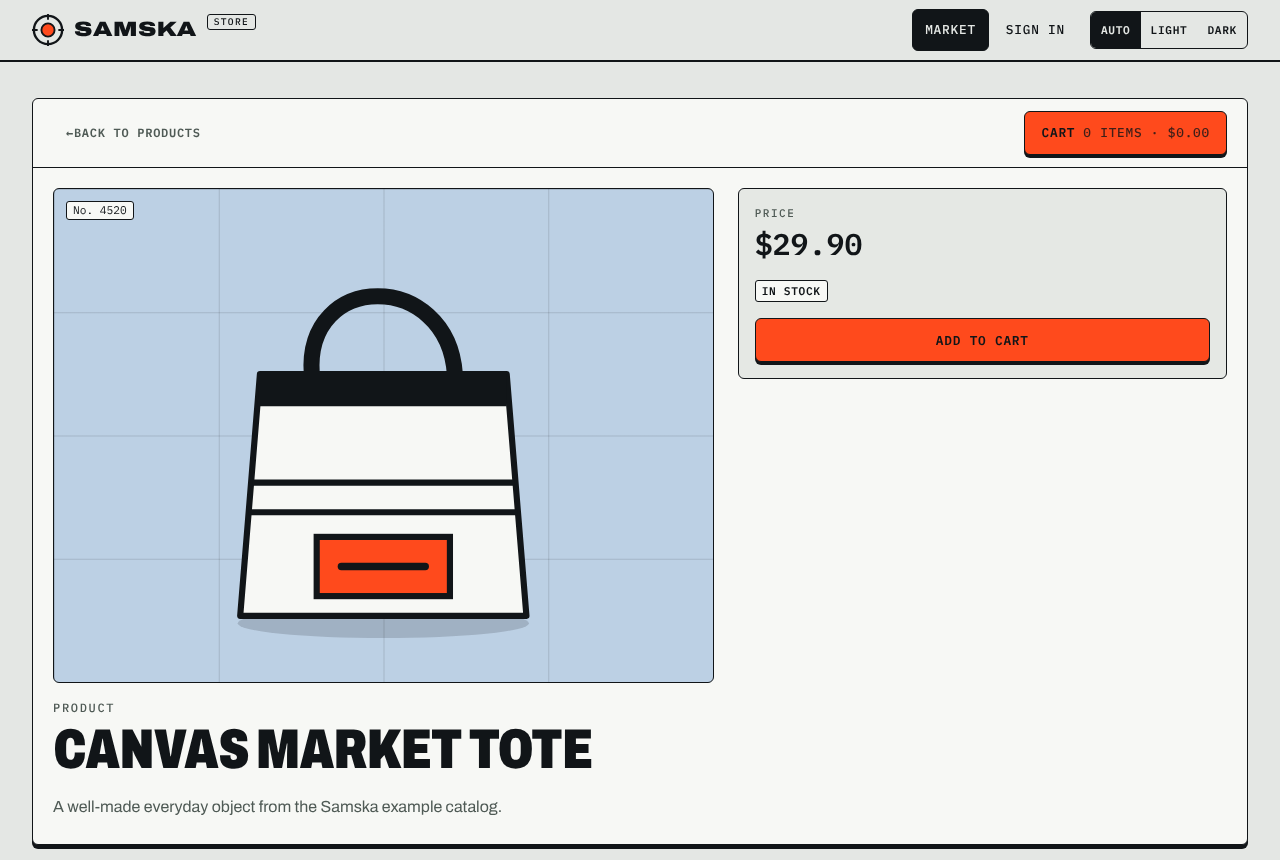 SAMSKA STORE
MARKET SIGN IN AUTO LIGHT DARK
←BACK TO PRODUCTS
CART 0 ITEMS · $0.00
No. 4520
PRICE
$29.90
IN STOCK
ADD TO CART
PRODUCT
CANVAS MARKET TOTE
A well-made everyday object from the Samska example catalog.